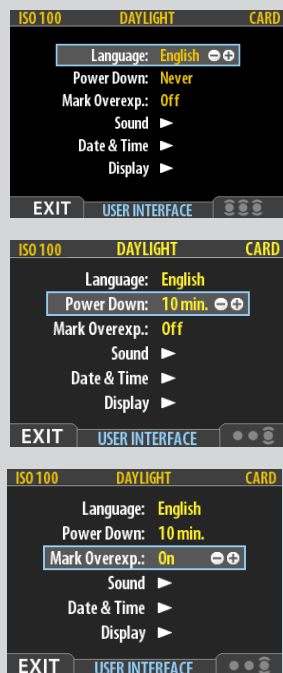 ISO 100 DAYLIGHT CARD
Language: English
Power Down: Never
Mark Overexp.: Off
Sound
Date & Time
Display
EXIT USER INTERFACE
ISO 100 DAYLIGHT CARD
Language: English
Power Down: 10 min.
Mark Overexp.: Off
Sound
Date & Time
Display
EXIT USER INTERFACE
ISO 100 DAYLIGHT CARD
Language: English
Power Down: 10 min.
Mark Overexp.: On
Sound
Date & Time
Display
EXIT USER INTERFACE